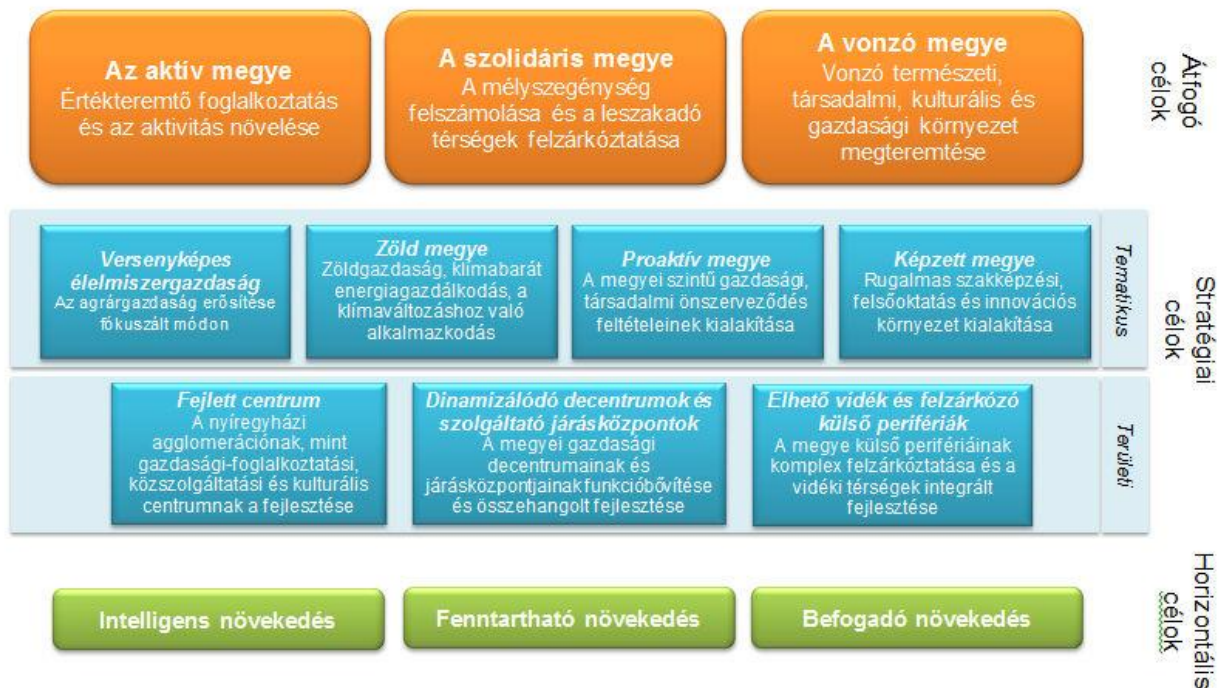 Az aktív megye
Értékteremtő foglalkoztatás
és az aktivitás növelése
A szolidáris megye
A mélyszegénység
felszámolása és a leszakadó
térségek felzárkóztatása
A vonzó megye
Vonzó természeti,
társadalmi, kulturális és
gazdasági környezet
megteremtése
Átfogó
célok
Versenyképes
élelmiszergazdaság
Az agrárgazdaság erősítése
fókuszált módon
Zöld megye
Zöldgazdaság, klímabarát
energiagazdálkodás, a
klímaváltozáshoz való
alkalmazkodás
Proaktív megye
A megyei szintű gazdasági,
társadalmi önszerveződés
feltételeinek kialakítása
Képzett megye
Rugalmas szakképzési,
felsőoktatás és innovációs
környezet kialakítása
Tematikus
Stratégiai
célok
Fejlett centrum
A nyíregyházi
agglomerációnak, mint
gazdasági-foglalkoztatási,
közszolgáltatási és kulturális
centrumnak a fejlesztése
Dinamizálódó decentrumok és
szolgáltató járásközpontok
A megyei gazdasági
decentrumainak és
járásközpontjainak funkcióbővítése
és összehangolt fejlesztése
Elhető vidék és felzárkózó
külső perifériák
A megye külső perifériáinak
komplex felzárkóztatása és a
vidéki térségek integrált
fejlesztése
Területi
Intelligens növekedés
Fenntartható növekedés
Befogadó növekedés
Horizontális
célok